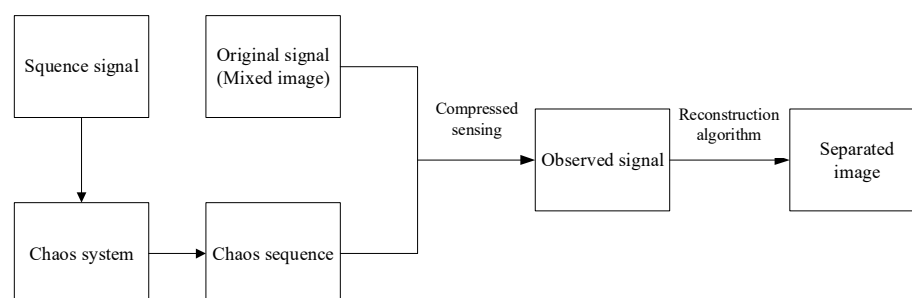 Squence signal
Original signal
(Mixed image)
Compressed
sensing
Reconstruction
algorithm
Observed signal
Separated
image
Chaos system
Chaos sequence